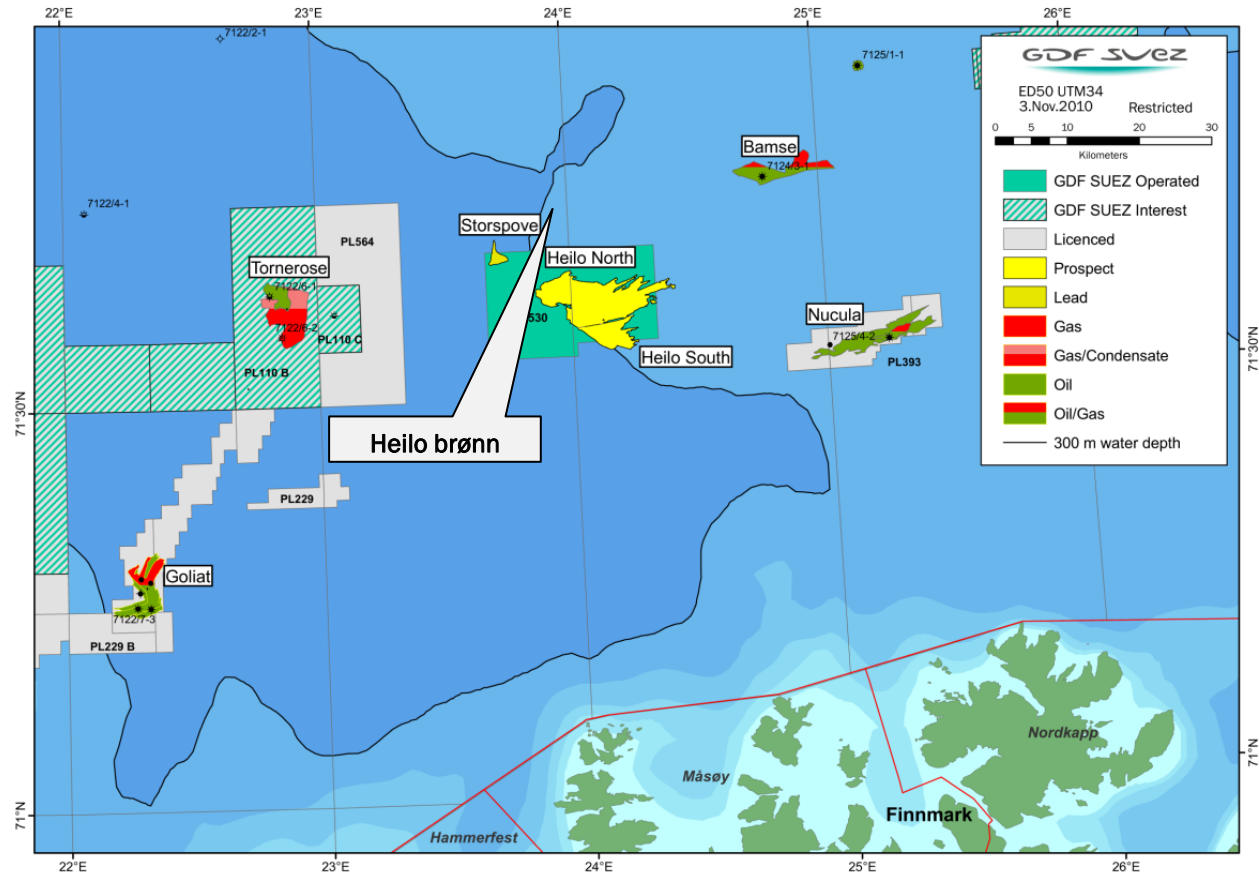 22°E
23°E
24°E
25°E
26°E
7122/2-1
7125/1-1
GDF SUEZ
ED50 UTM34
3.Nov.2010
Restricted
0 5 10 20 30
Kilometers
GDF SUEZ Operated
GDF SUEZ Interest
Licenced
Prospect
Lead
Gas
Gas/Condensate
Oil
Oil/Gas
300 m water depth
Bamse
7124/3-1
7122/4-1
PL564
Storspove
Tornerose
7122/6-1
Heilo North
530
7122/6-2
PL110 C
Nucula
7125/4-2
Heilo South
PL393
PL110 B
71°30'N
71°30'N
Heilo brønn
PL229
Goliat
7122/7-3
PL229 B
Nordkapp
Måsøy
71°N
71°N
Finnmark
Hammerfest
22°E
23°E
24°E
25°E
26°E